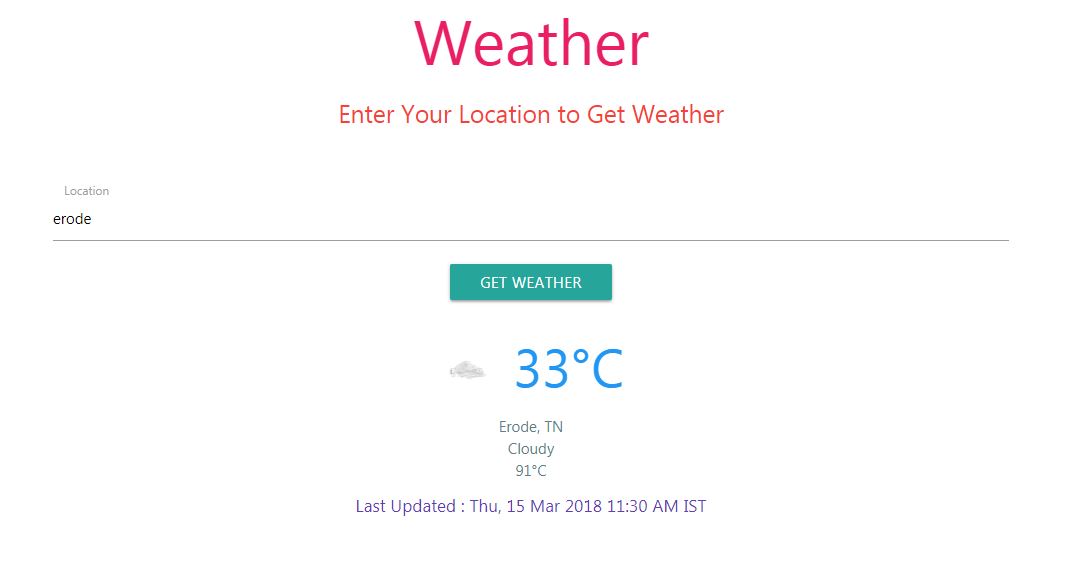 Weather
Enter Your Location to Get Weather
Location
erode
GET WEATHER
33°C
Erode, TN
Cloudy
91°C
Last Updated : Thu, 15 Mar 2018 11:30 AM IST